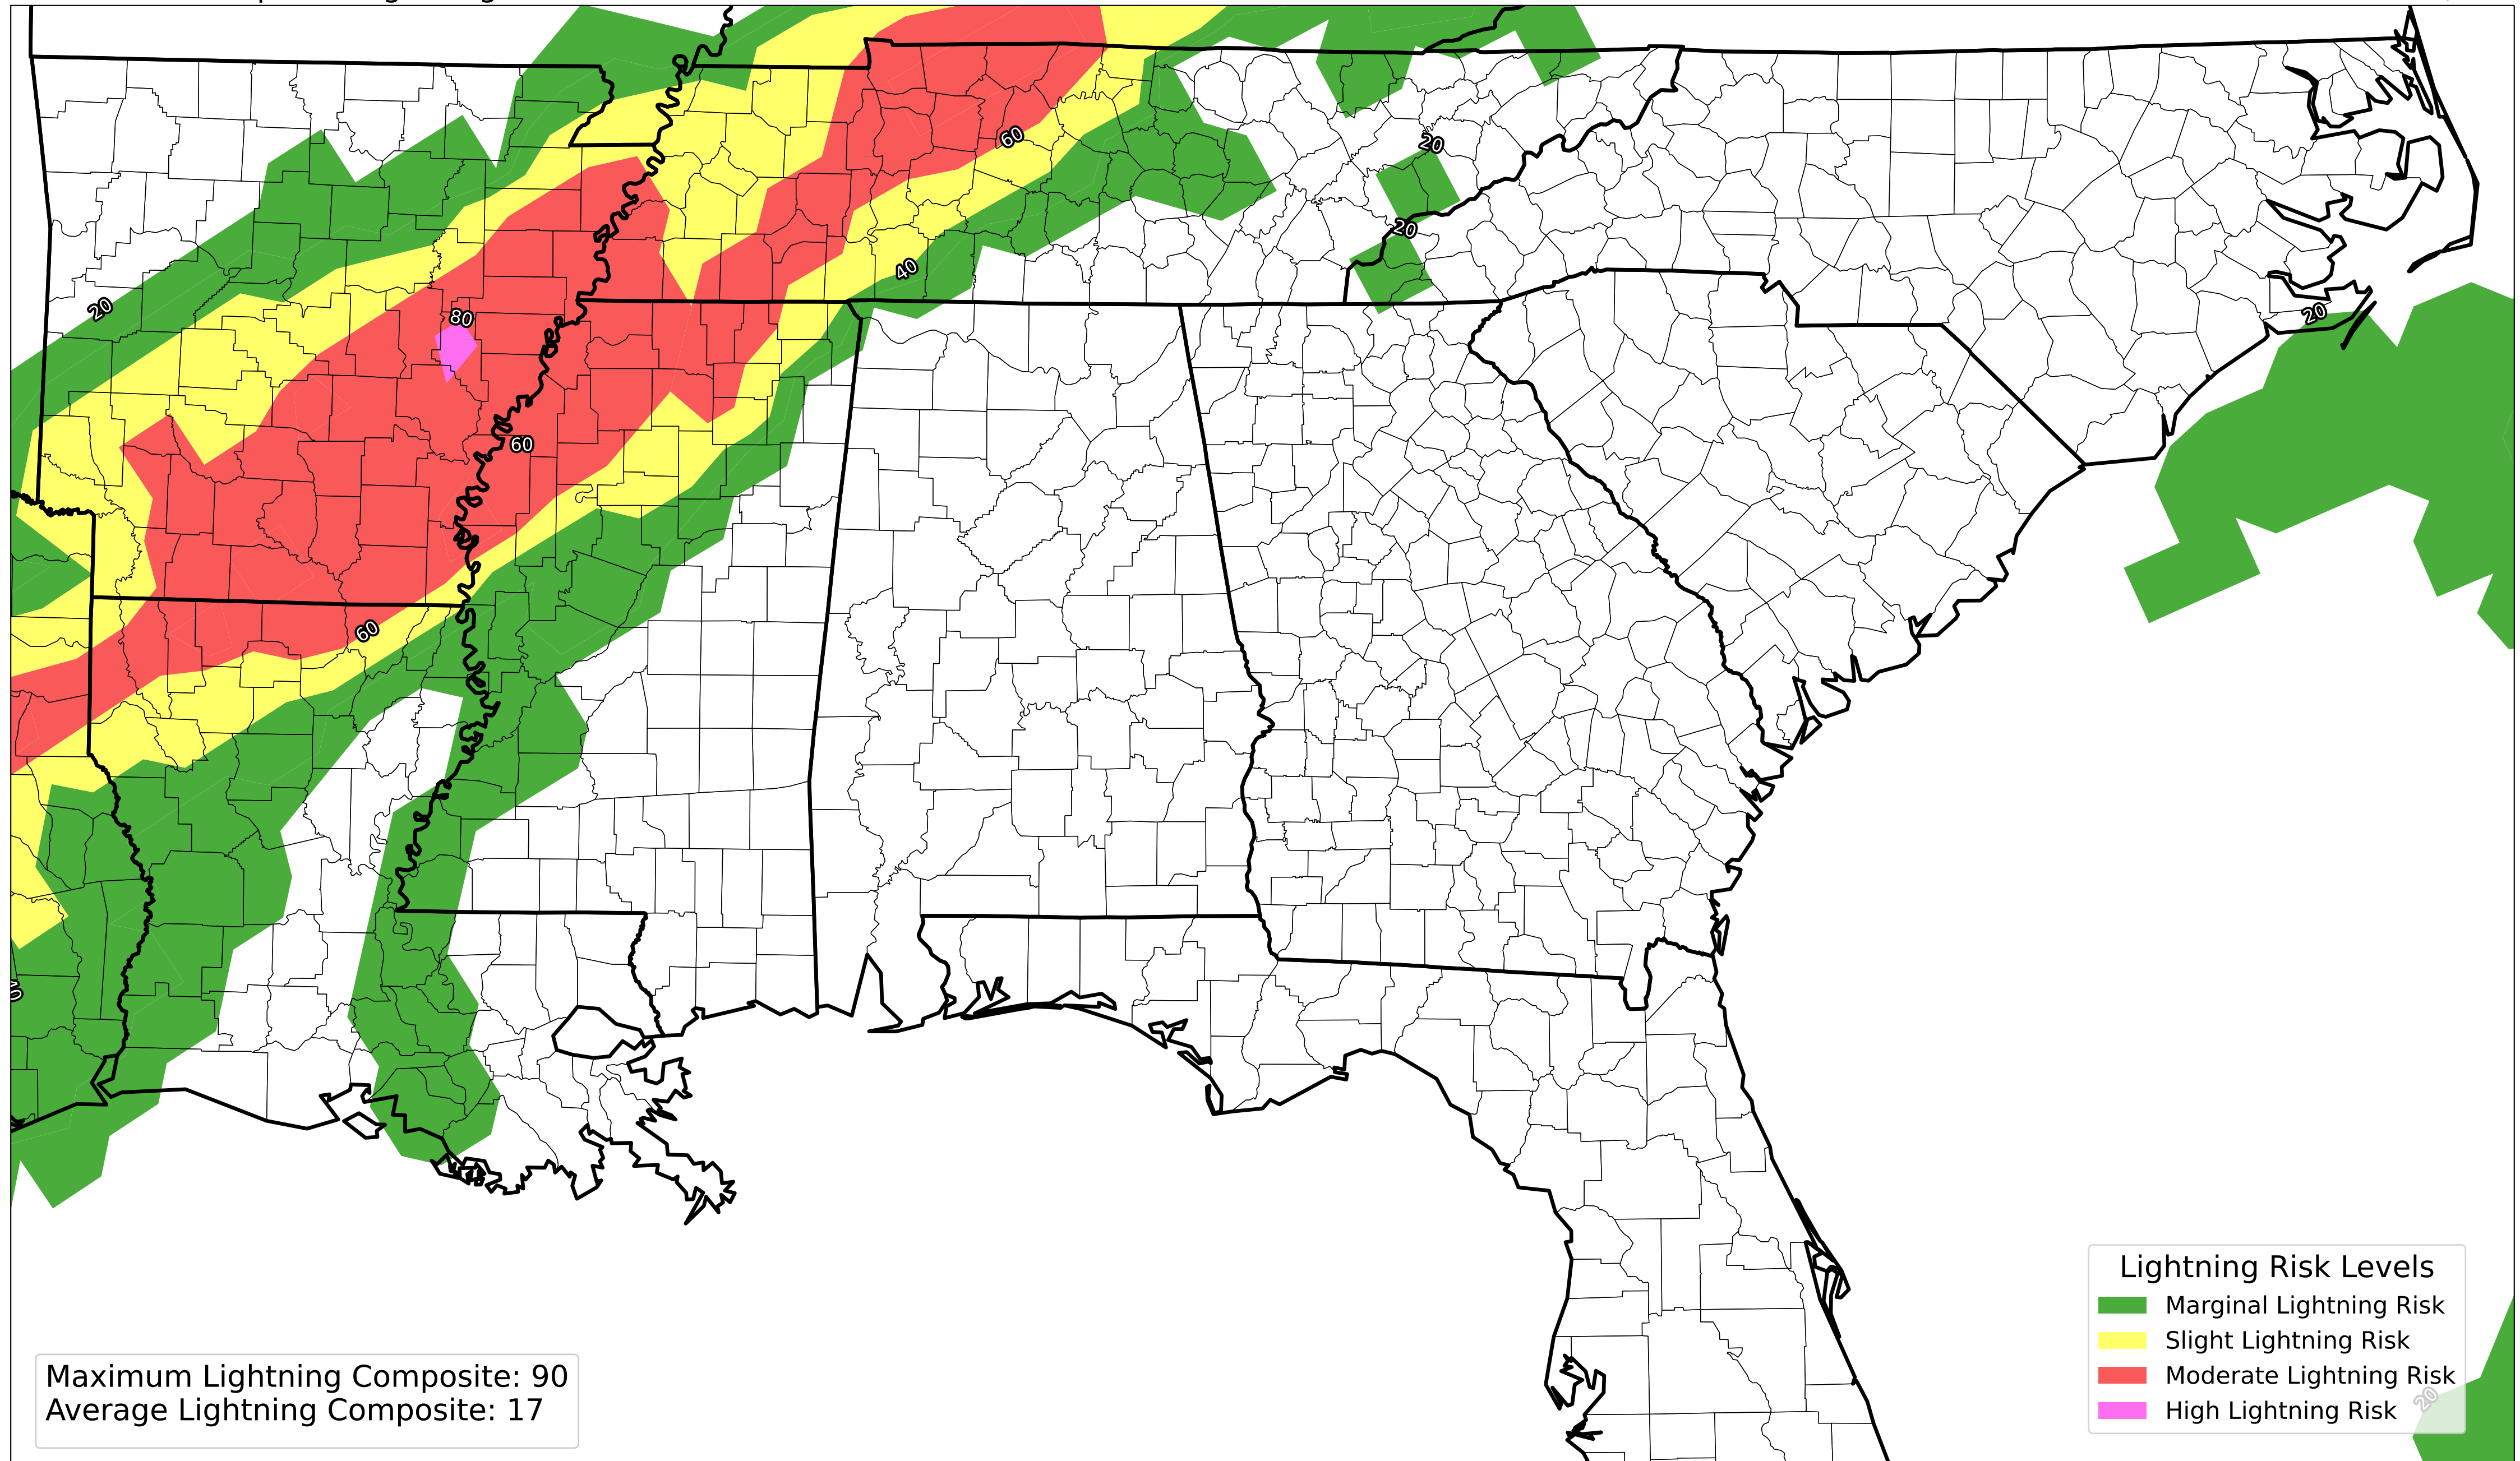 60
20
20
40
20
20
80
60
60
20
Lightning Risk Levels
Marginal Lightning Risk
Slight Lightning Risk
Moderate Lightning Risk
High Lightning Risk
Maximum Lightning Composite: 90
Average Lightning Composite: 17